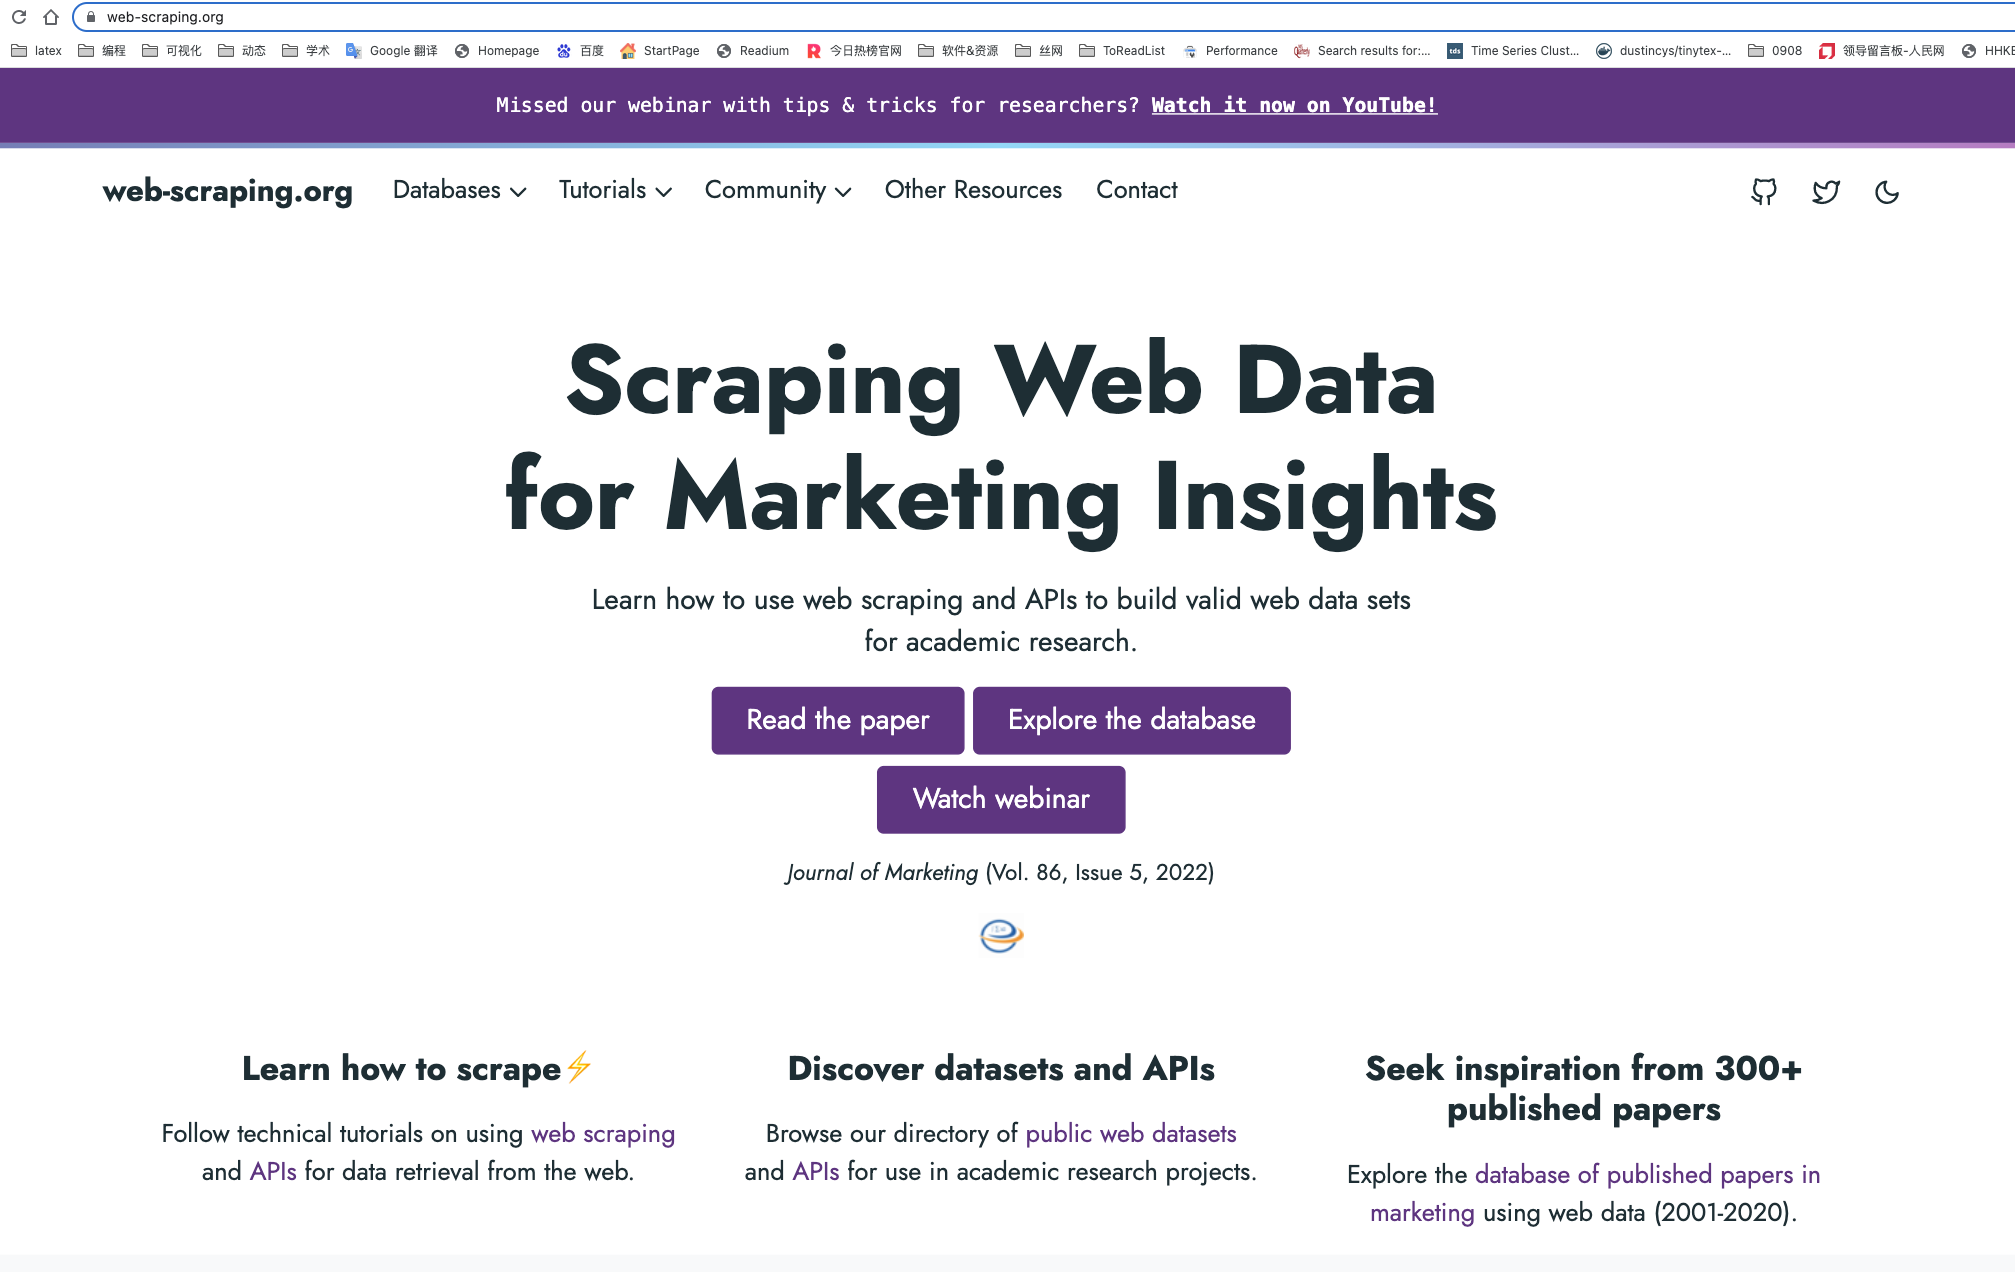 web-scraping.org
latex 编程 可视化 动态 学术 Google 翻译 Homepage 百度 StartPage Readium 今日热榜官网 软件&资源 丝网 ToReadList Performance Search results for:... tds Time Series Clust... dustincys/tinytex-... 0908 领导留言板-人民网
Missed our webinar with tips & tricks for researchers? Watch it now on YouTube!
web-scraping.org Databases Tutorials Community Other Resources Contact
Scraping Web Data
for Marketing Insights
Learn how to use web scraping and APIs to build valid web data sets
for academic research.
Read the paper Explore the database
Watch webinar
Journal of Marketing (Vol. 86, Issue 5, 2022)
Learn how to scrape⚡
Follow technical tutorials on using web scraping
and APIs for data retrieval from the web.
Discover datasets and APIs
Browse our directory of public web datasets
and APIs for use in academic research projects.
Seek inspiration from 300+
published papers
Explore the database of published papers in
marketing using web data (2001-2020).